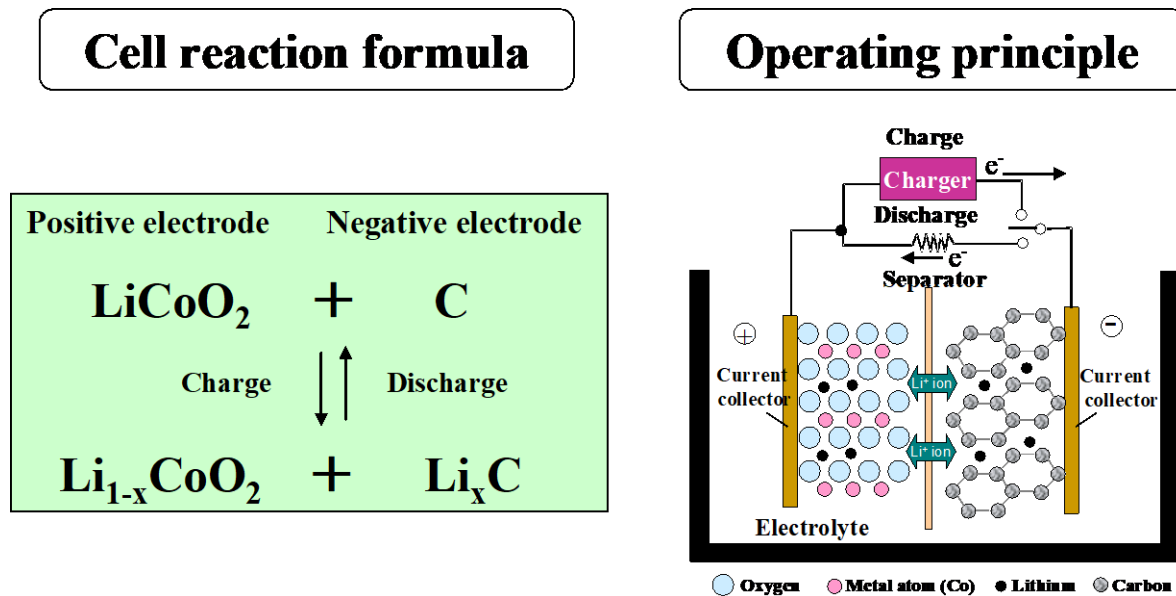 Cell reaction formula
Positive electrode Negative electrode
LiCoO₂ + C
Charge Discharge
Li₁₋ₓCoO₂ + LiₓC
Operating principle
Charge
Charger
e⁻
Discharge
e⁻
Separator
+
-
Current
collector
Li⁺ ion
Li⁺ ion
Current
collector
Electrolyte
Oxygen Metal atom (Co) Lithium Carbon